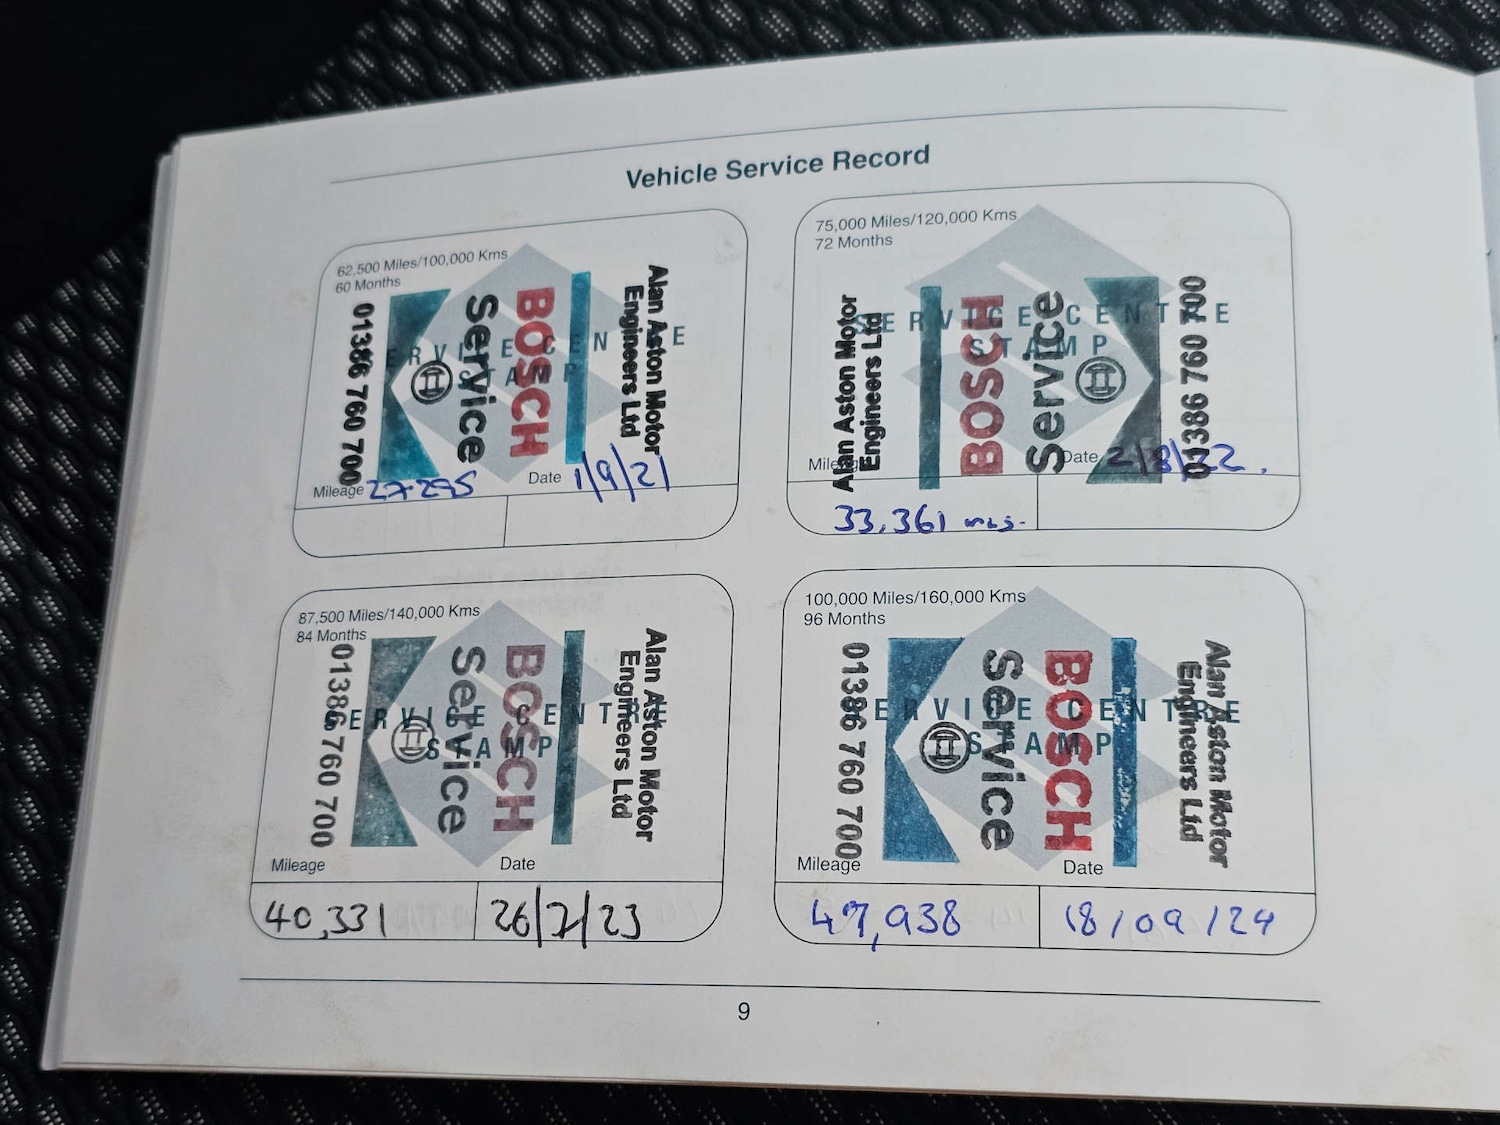 Vehicle Service Record
62,500 Miles/100,000 Kms
60 Months
SERVICE CENTRE
STAMP
01386 760 700
Service
BOSCH
Alan Aston Motor
Engineers Ltd
Mileage 27.295
Date 1/9/21
75,000 Miles/120,000 Kms
72 Months
SERVICE CENTRE
STAMP
Alan Aston Motor
Engineers Ltd
BOSCH
Service
01386 760 700
Mileage
Date 2/8/22.
33,361 mls.
87,500 Miles/140,000 Kms
84 Months
SERVICE CENTRE
STAMP
01386 760 700
Service
BOSCH
Alan Aston Motor
Engineers Ltd
Mileage
Date
40,331
26/7/23
100,000 Miles/160,000 Kms
96 Months
SERVICE CENTRE
STAMP
01386 760 700
Service
BOSCH
Alan Aston Motor
Engineers Ltd
Mileage
Date
47,938
18/09/24
9